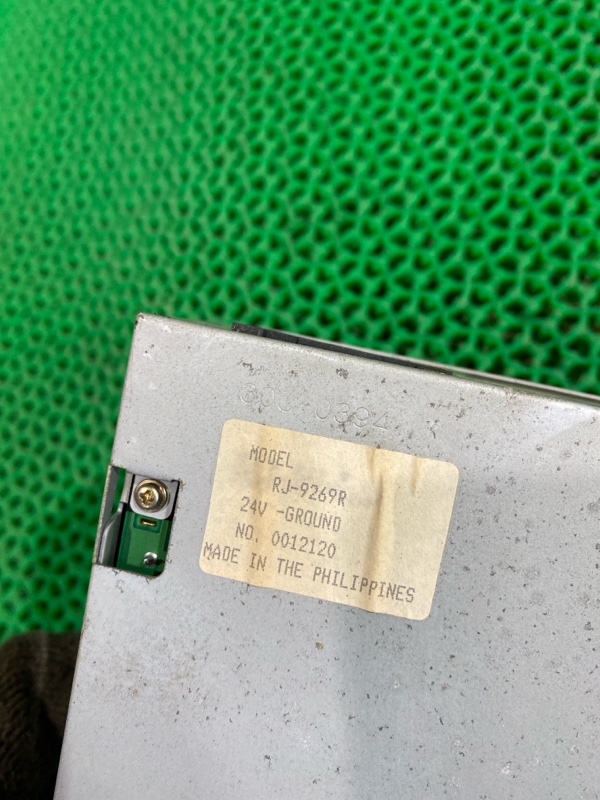 MODEL
RJ-9269R
24V -GROUND
NO. 0012120
MADE IN THE PHILIPPINES